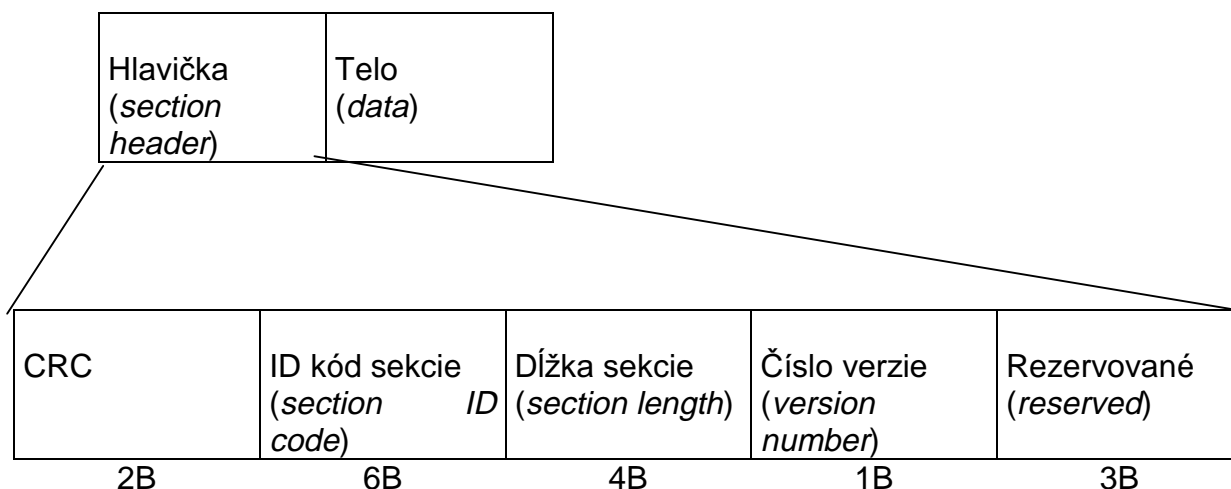 Hlavička
(section
header)
Telo
(data)
CRC
ID kód sekcie
(section ID
code)
Dĺžka sekcie
(section length)
Číslo verzie
(version
number)
Rezervované
(reserved)
2B
6B
4B
1B
3B